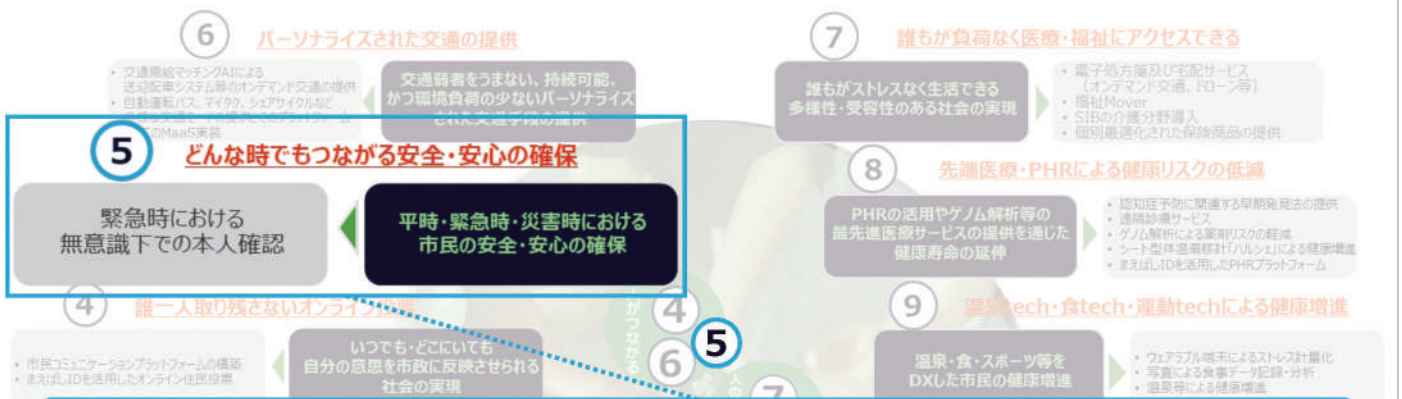 ⑥ パーソナライズされた交通の提供
・ 交通需給マッチングAIによる
送迎配車システム等のオンデマンド交通の提供
・ 自動運転バス、マイタク、シェアサイクルなど
のMaaS実装
交通弱者をうまない、持続可能、
かつ環境負荷の少ないパーソナライズ
された交通手段の提供
⑤ どんな時でもつながる安全・安心の確保
緊急時における
無意識下での本人確認
平時・緊急時・災害時における
市民の安全・安心の確保
④ 誰一人取り残さないオンライン投票
・ 市民コミュニケーションプラットフォームの構築
・ まえばしIDを活用したオンライン住民投票
いつでも・どこにいても
自分の意思を市政に反映させられる
社会の実現
⑦ 誰もが負荷なく医療・福祉にアクセスできる
誰もがストレスなく生活できる
多様性・受容性のある社会の実現
・ 電子処方箋及び宅配サービス
（オンデマンド交通、ドローン等）
・ 福祉Mover
・ SIBの介護分野導入
・ 個別最適化された保険商品の提供
⑧ 先端医療・PHRによる健康リスクの低減
PHRの活用やゲノム解析等の
最先進医療サービスの提供を通じた
健康寿命の延伸
・ 認知症予防に関連する早期発見法の提供
・ 遠隔診療サービス
・ ゲノム解析による薬剤リスクの軽減
・ シート型体温推移計「ハルシェ」による健康増進
・ まえばしIDを活用したPHRプラットフォーム
⑨ 温泉tech・食tech・運動techによる健康増進
温泉・食・スポーツ等を
DXした市民の健康増進
・ ウェアラブル端末によるストレス計量化
・ 写真による食事データ記録・分析
・ 温泉等による健康増進
がつながる
④
⑤
⑥
人の
⑦